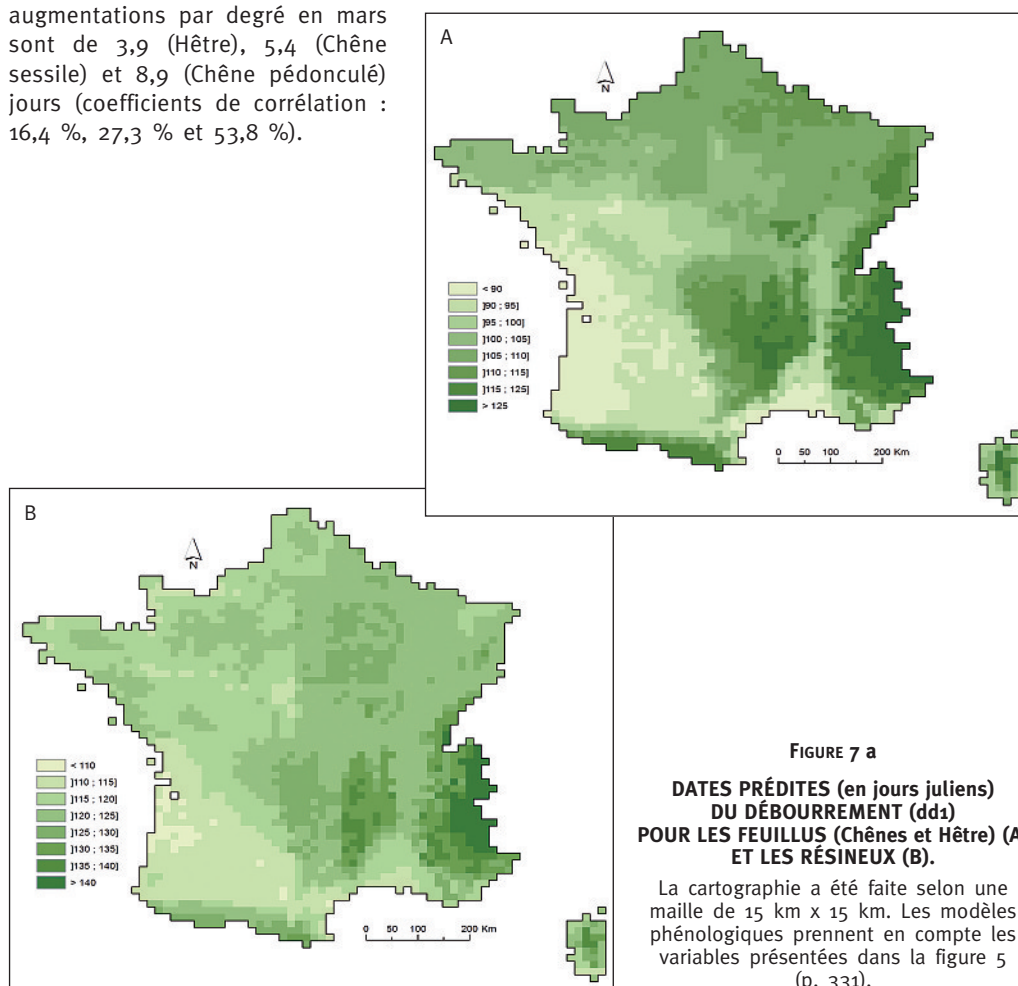 augmentations par degré en mars
sont de 3,9 (Hêtre), 5,4 (Chêne
sessile) et 8,9 (Chêne pédonculé)
jours (coefficients de corrélation :
16,4 %, 27,3 % et 53,8 %).
A
N
< 90
]90 ; 95]
]95 ; 100]
]100 ; 105]
]105 ; 110]
]110 ; 115]
]115 ; 125]
> 125
0 50 100 200 Km
B
N
< 110
]110 ; 115]
]115 ; 120]
]120 ; 125]
]125 ; 130]
]130 ; 135]
]135 ; 140]
> 140
0 50 100 200 Km
FIGURE 7 a
DATES PRÉDITES (en jours juliens)
DU DÉBOURREMENT (dd1)
POUR LES FEUILLUS (Chênes et Hêtre) (A
ET LES RÉSINEUX (B).
La cartographie a été faite selon une
maille de 15 km x 15 km. Les modèles
phénologiques prennent en compte les
variables présentées dans la figure 5
(p. 331).